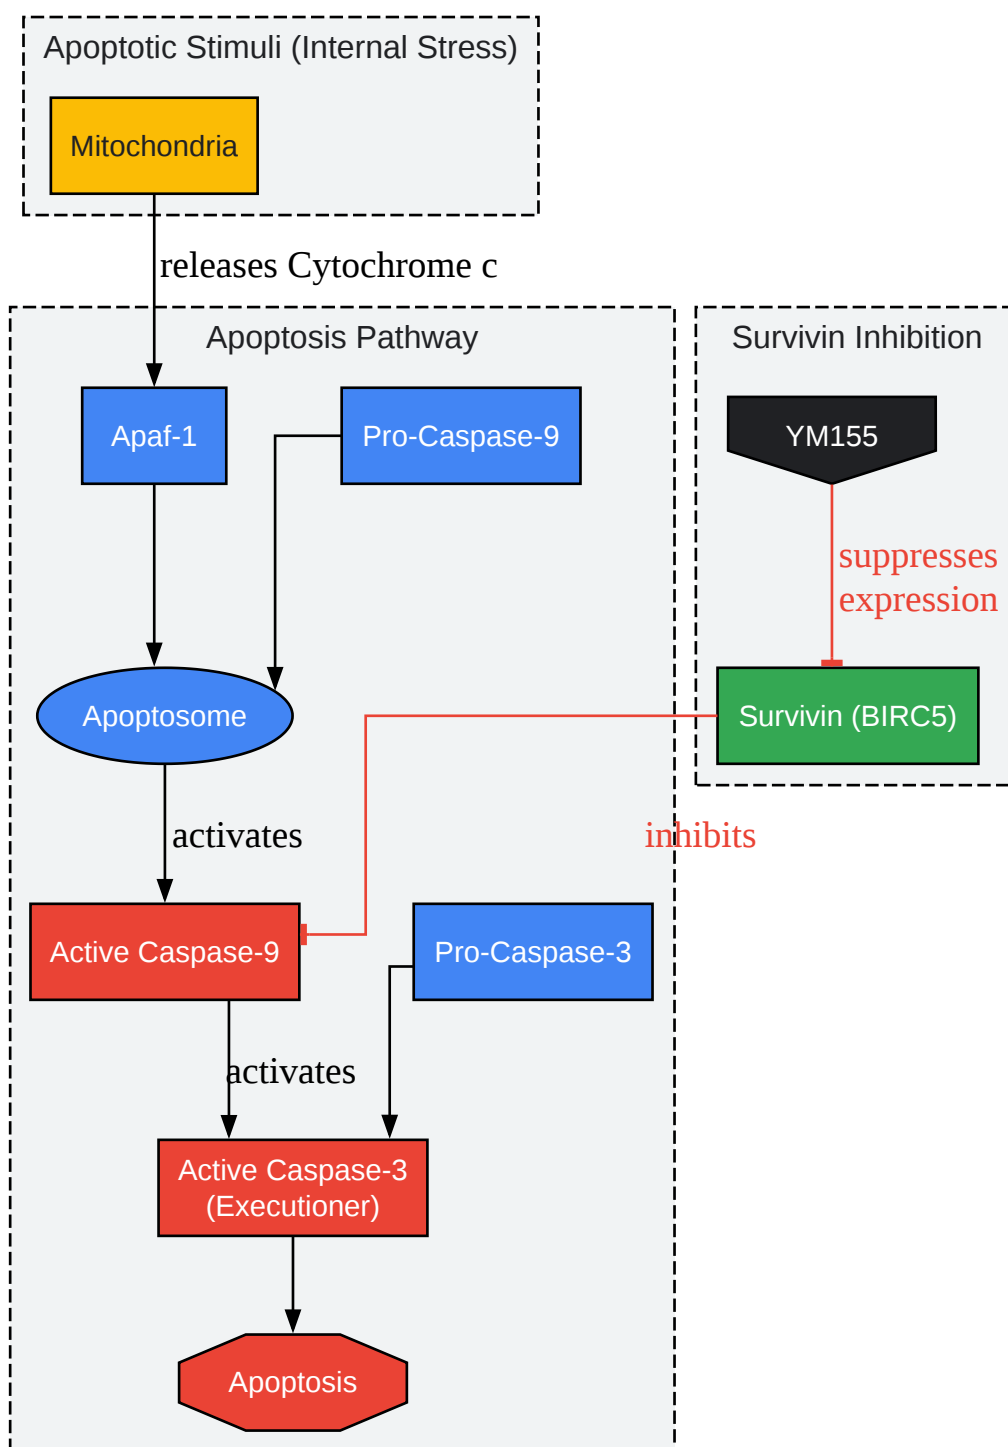 Apoptotic Stimuli (Internal Stress)
Mitochondria
releases Cytochrome c
Apoptosis Pathway
Survivin Inhibition
Apaf-1
Pro-Caspase-9
YM155
suppresses
expression
Apoptosome
Survivin (BIRC5)
activates
inhibits
Active Caspase-9
Pro-Caspase-3
activates
Active Caspase-3
(Executioner)
Apoptosis